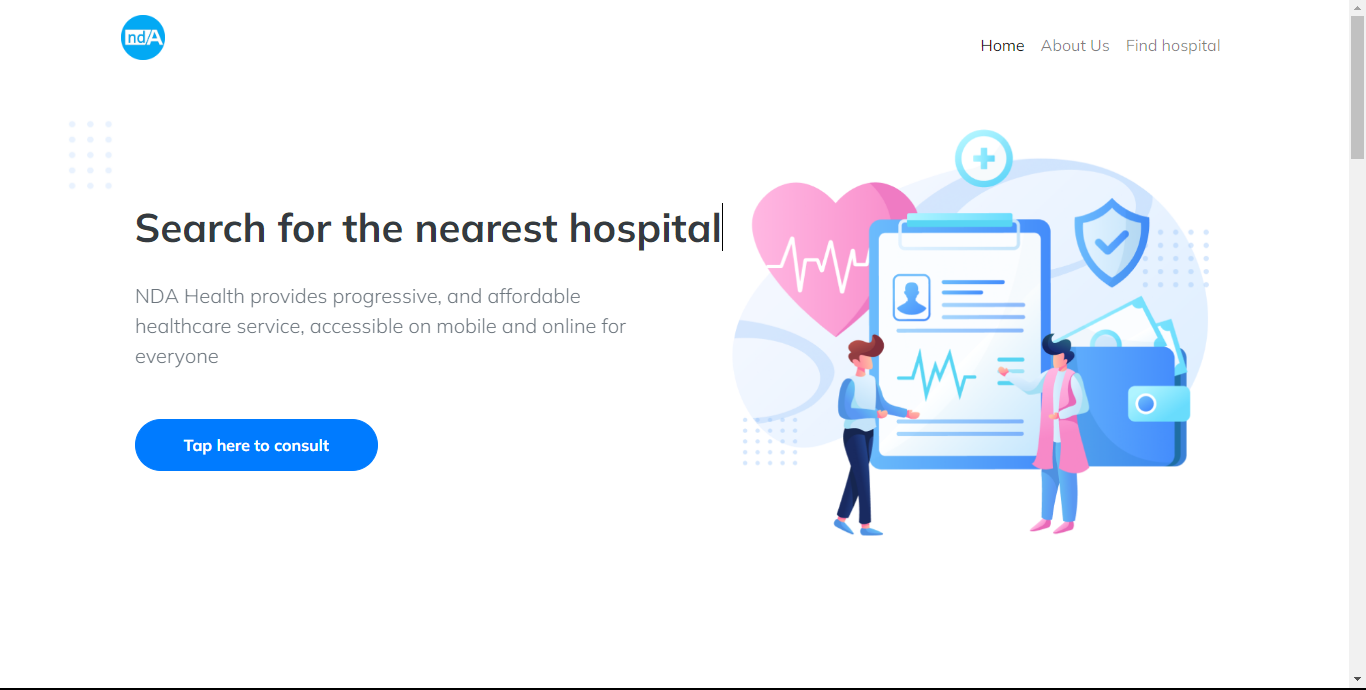 ndA
Home About Us Find hospital
Search for the nearest hospital
NDA Health provides progressive, and affordable
healthcare service, accessible on mobile and online for
everyone
Tap here to consult